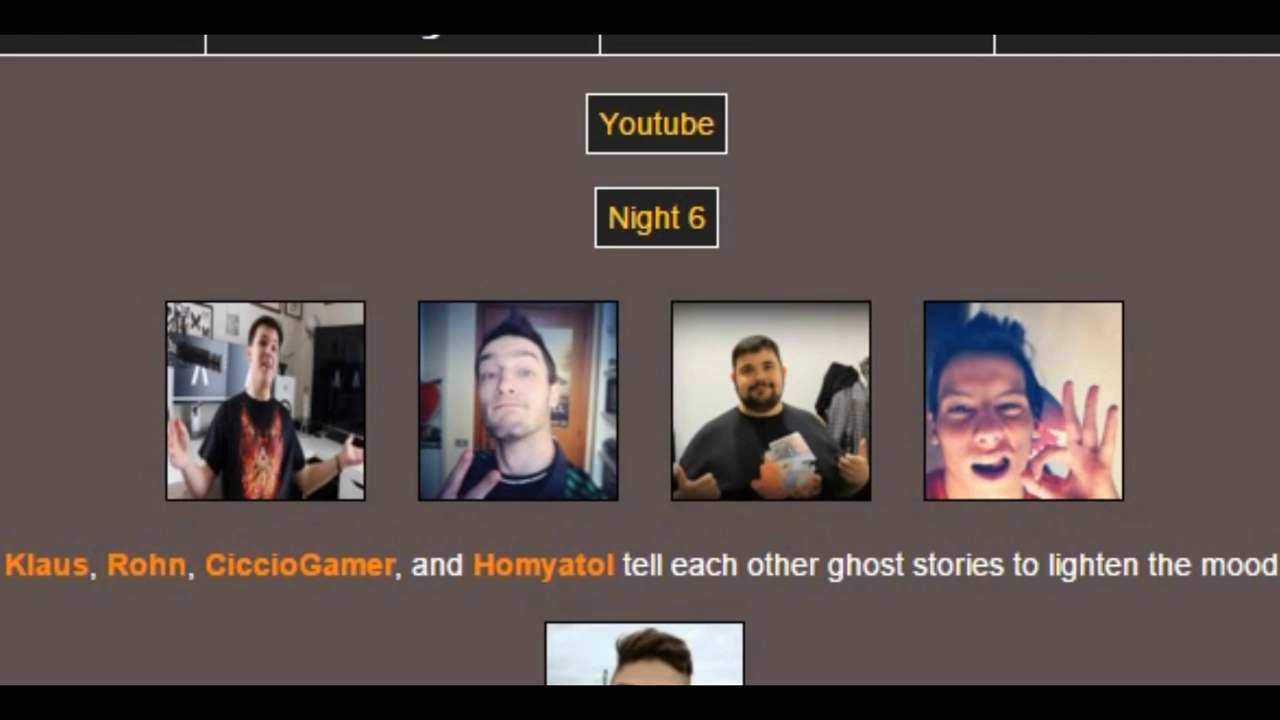 Youtube
Night 6
Klaus, Rohn, CiccioGamer, and Homyatol tell each other ghost stories to lighten the mood